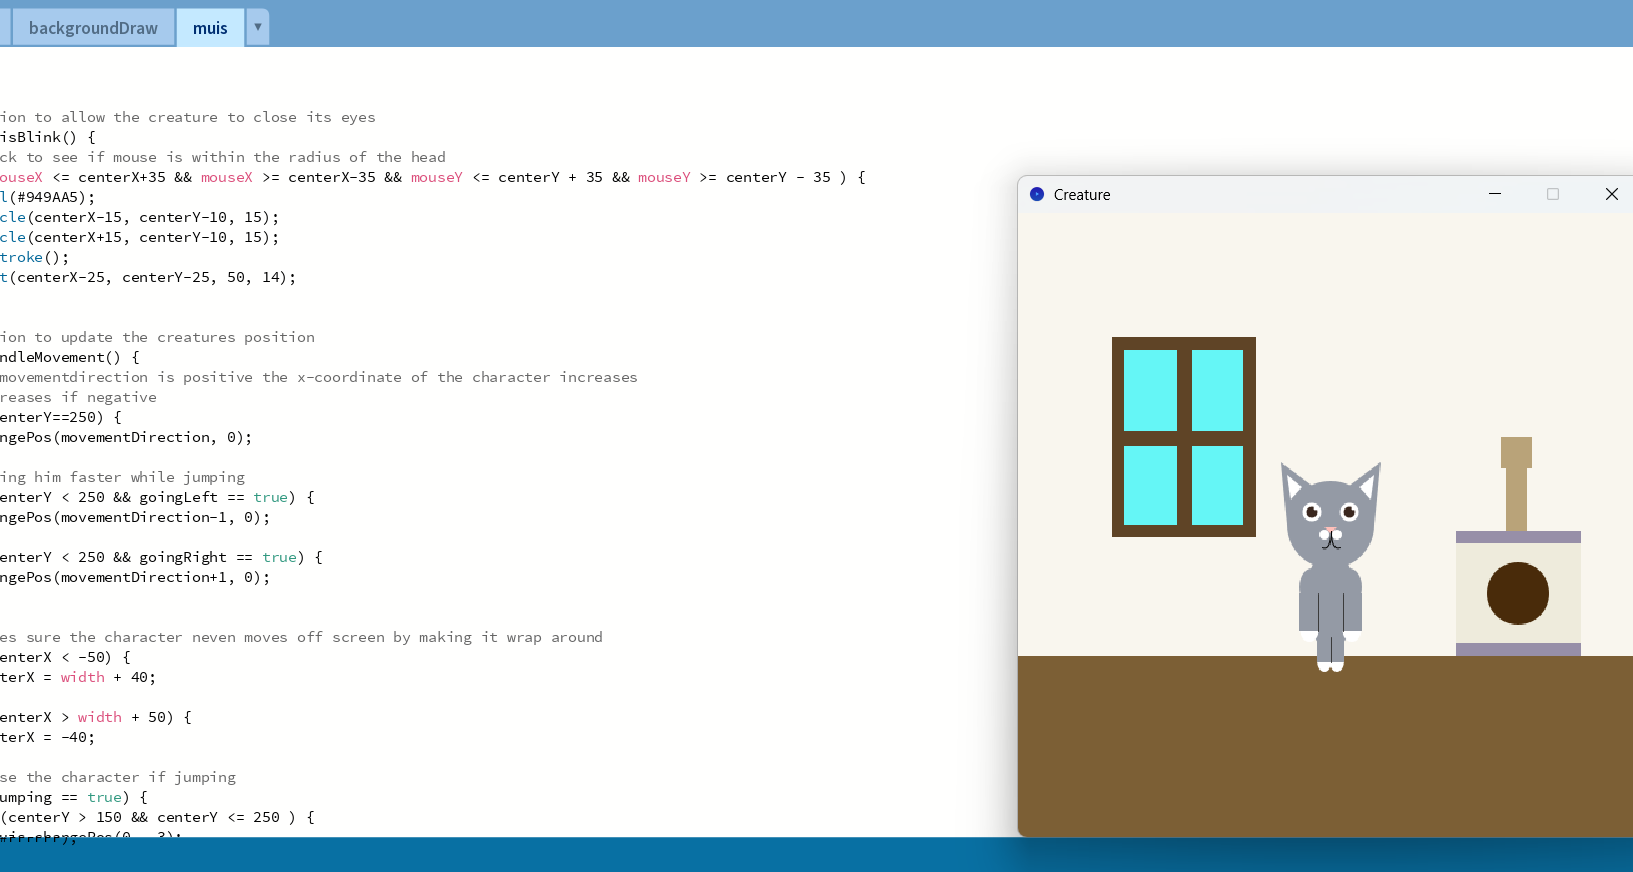 backgroundDraw muis
ion to allow the creature to close its eyes
isBlink() {
ck to see if mouse is within the radius of the head
ouseX <= centerX+35 && mouseX >= centerX-35 && mouseY <= centerY + 35 && mouseY >= centerY - 35 ) {
l(#949AA5);
cle(centerX-15, centerY-10, 15);
cle(centerX+15, centerY-10, 15);
troke();
t(centerX-25, centerY-25, 50, 14);
ion to update the creatures position
ndleMovement() {
movementdirection is positive the x-coordinate of the character increases
reases if negative
enterY==250) {
ngePos(movementDirection, 0);
ing him faster while jumping
enterY < 250 && goingLeft == true) {
ngePos(movementDirection-1, 0);
enterY < 250 && goingRight == true) {
ngePos(movementDirection+1, 0);
es sure the character neven moves off screen by making it wrap around
enterX < -50) {
terX = width + 40;
enterX > width + 50) {
terX = -40;
se the character if jumping
umping == true) {
(centerY > 150 && centerY <= 250 ) {
Creature